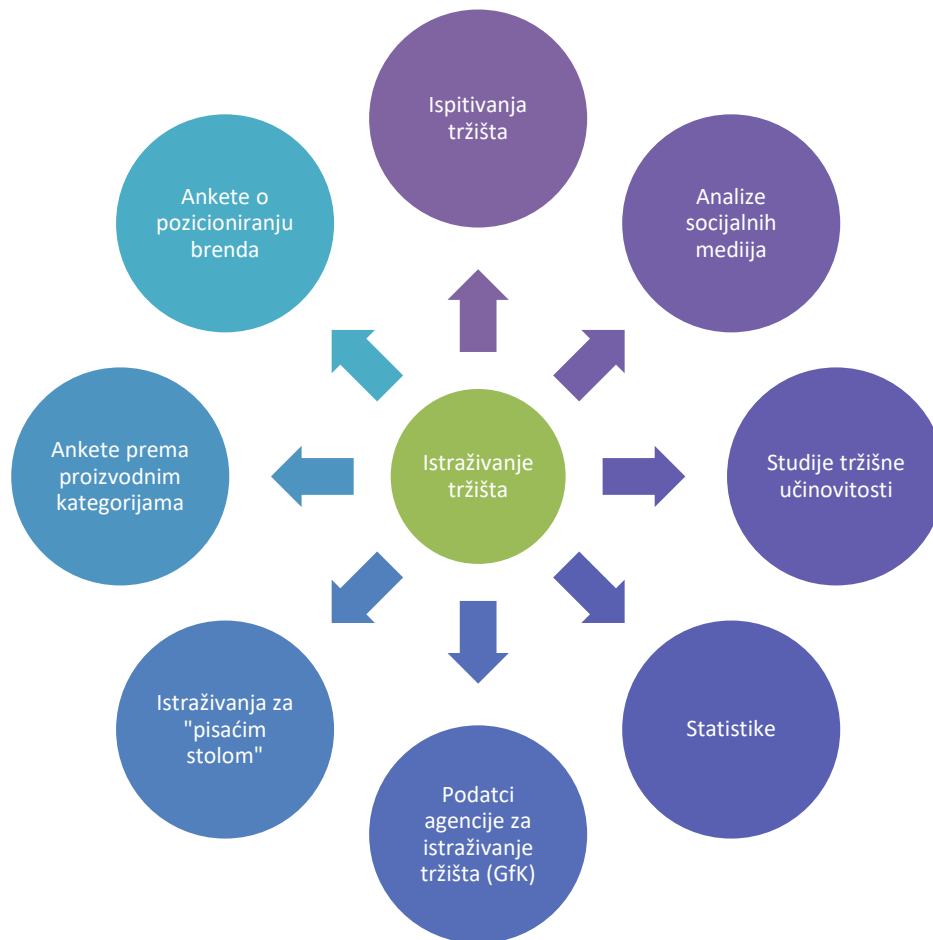 Ispitivanja
tržišta
Analize
socijalnih
mediija
Studije tržišne
učinovitosti
Statistike
Podatci
agencije za
istraživanje
tržišta (GfK)
Istraživanja za
"pisaćim
stolom"
Ankete prema
proizvodnim
kategorijama
Ankete o
pozicioniranju
brenda
Istraživanje
tržišta